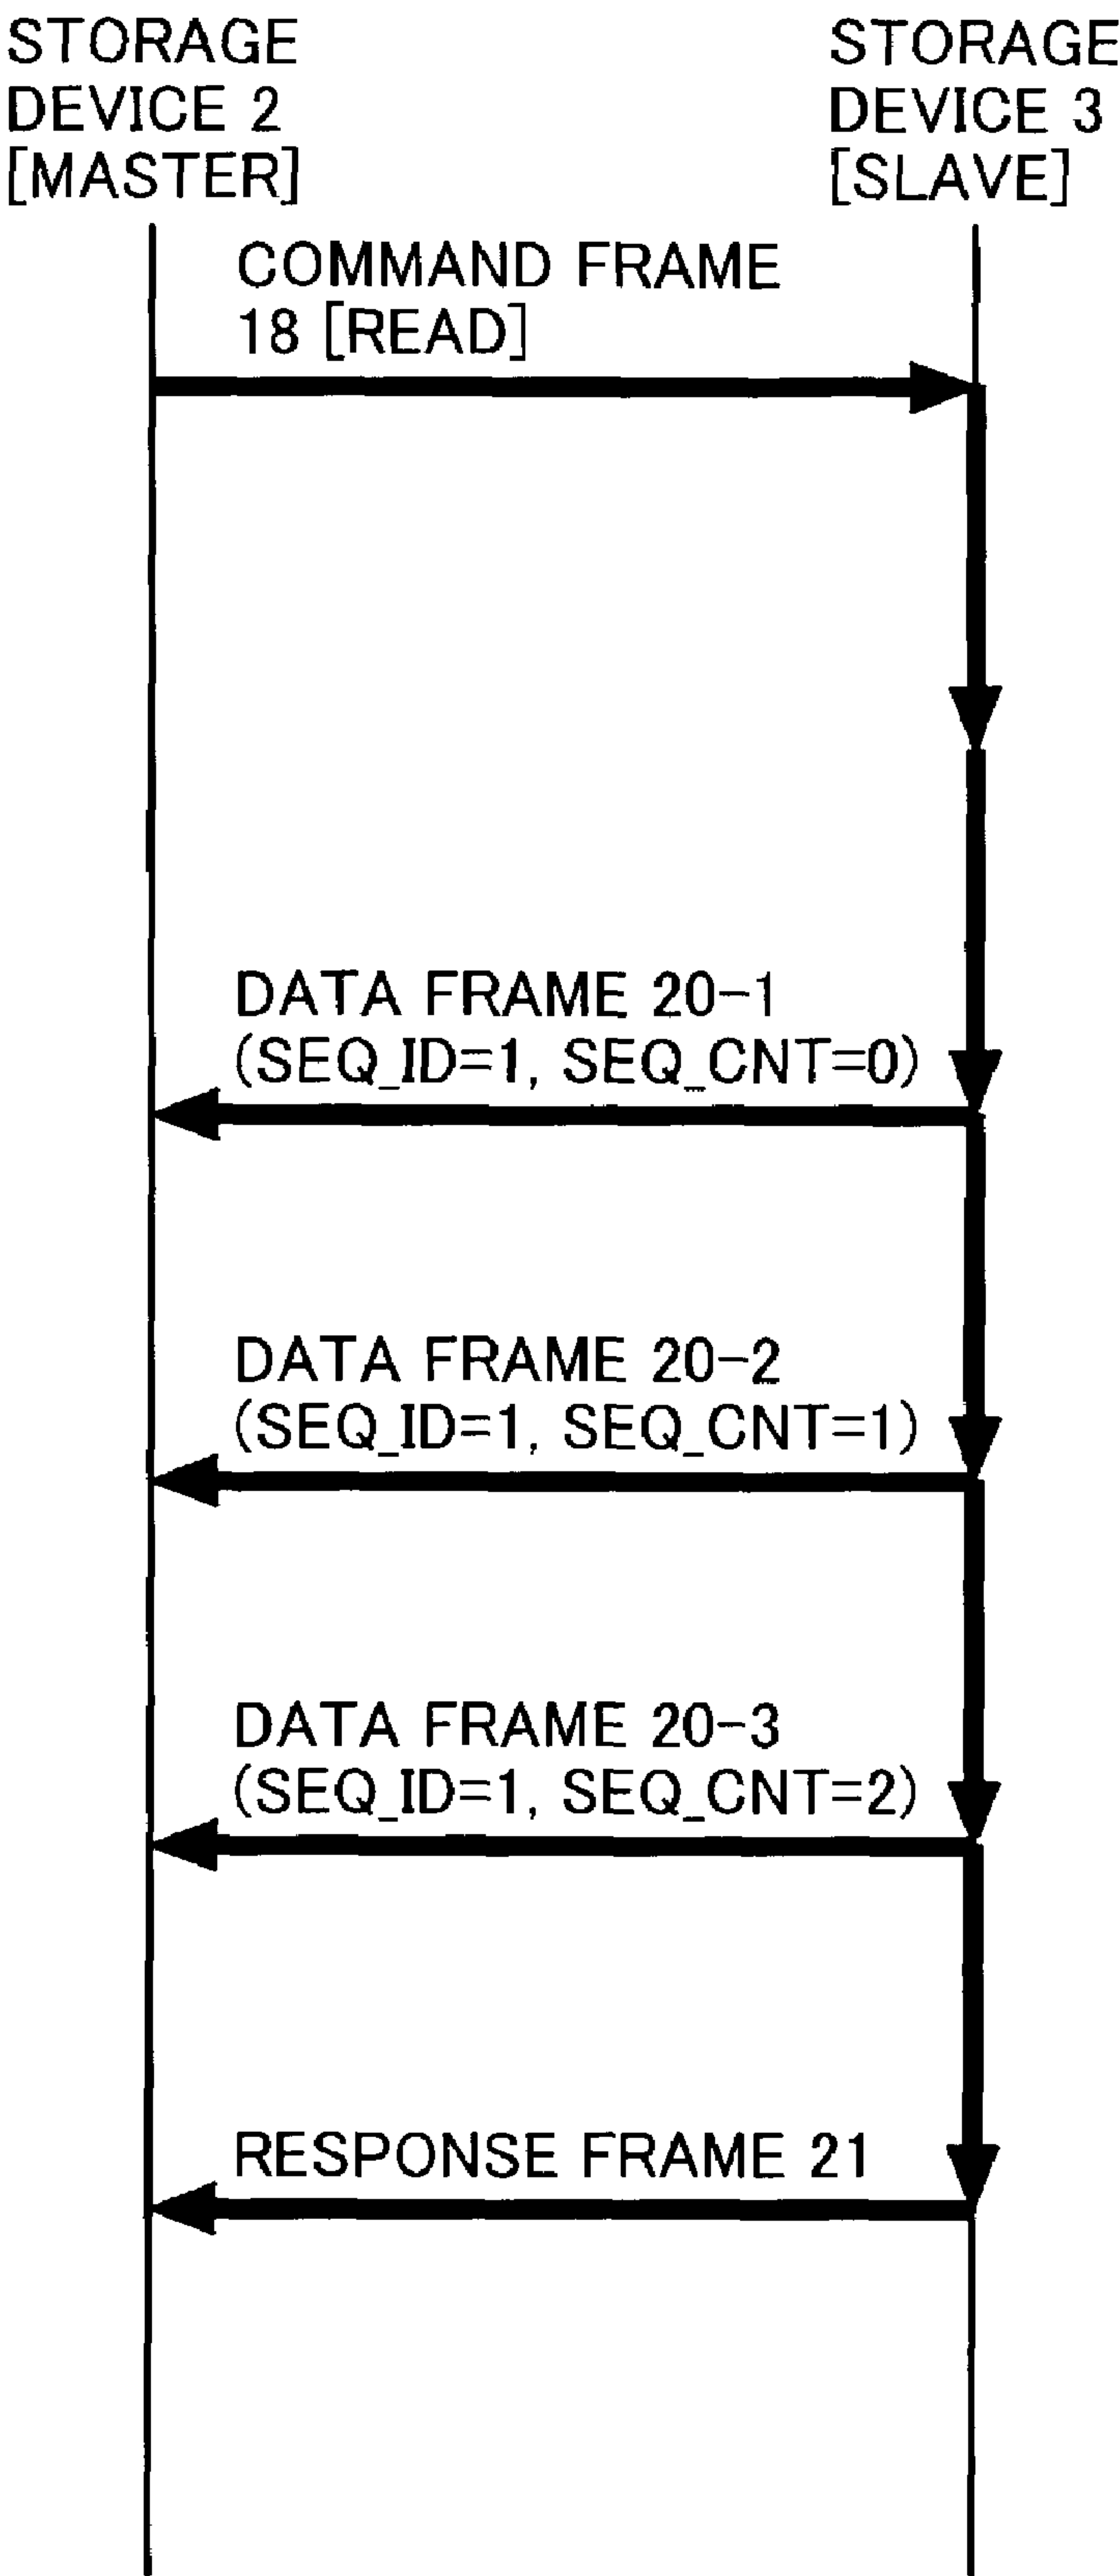 STORAGE
DEVICE 2
[MASTER]
STORAGE
DEVICE 3
[SLAVE]
COMMAND FRAME
18 [READ]
DATA FRAME 20-1
(SEQ_ID=1, SEQ_CNT=0)
DATA FRAME 20-2
(SEQ_ID=1, SEQ_CNT=1)
DATA FRAME 20-3
(SEQ_ID=1, SEQ_CNT=2)
RESPONSE FRAME 21